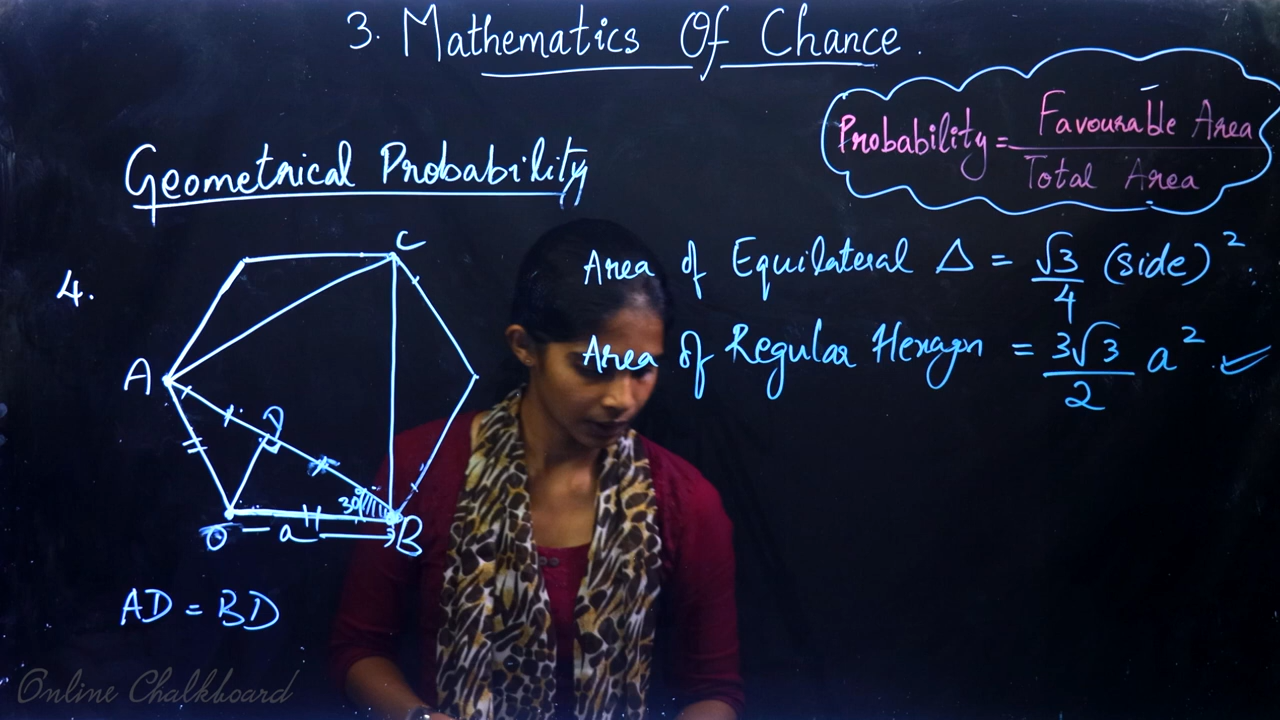 3. Mathematics Of Chance.
Probability = Favourable Area / Total Area
Geometrical Probability
Area of Equilateral Δ = √3/4 (side)².
4.
Area of Regular Hexagn = 3√3/2 a².
C
A
D
30
O - a - B
AD = BD
Online Chalkboard